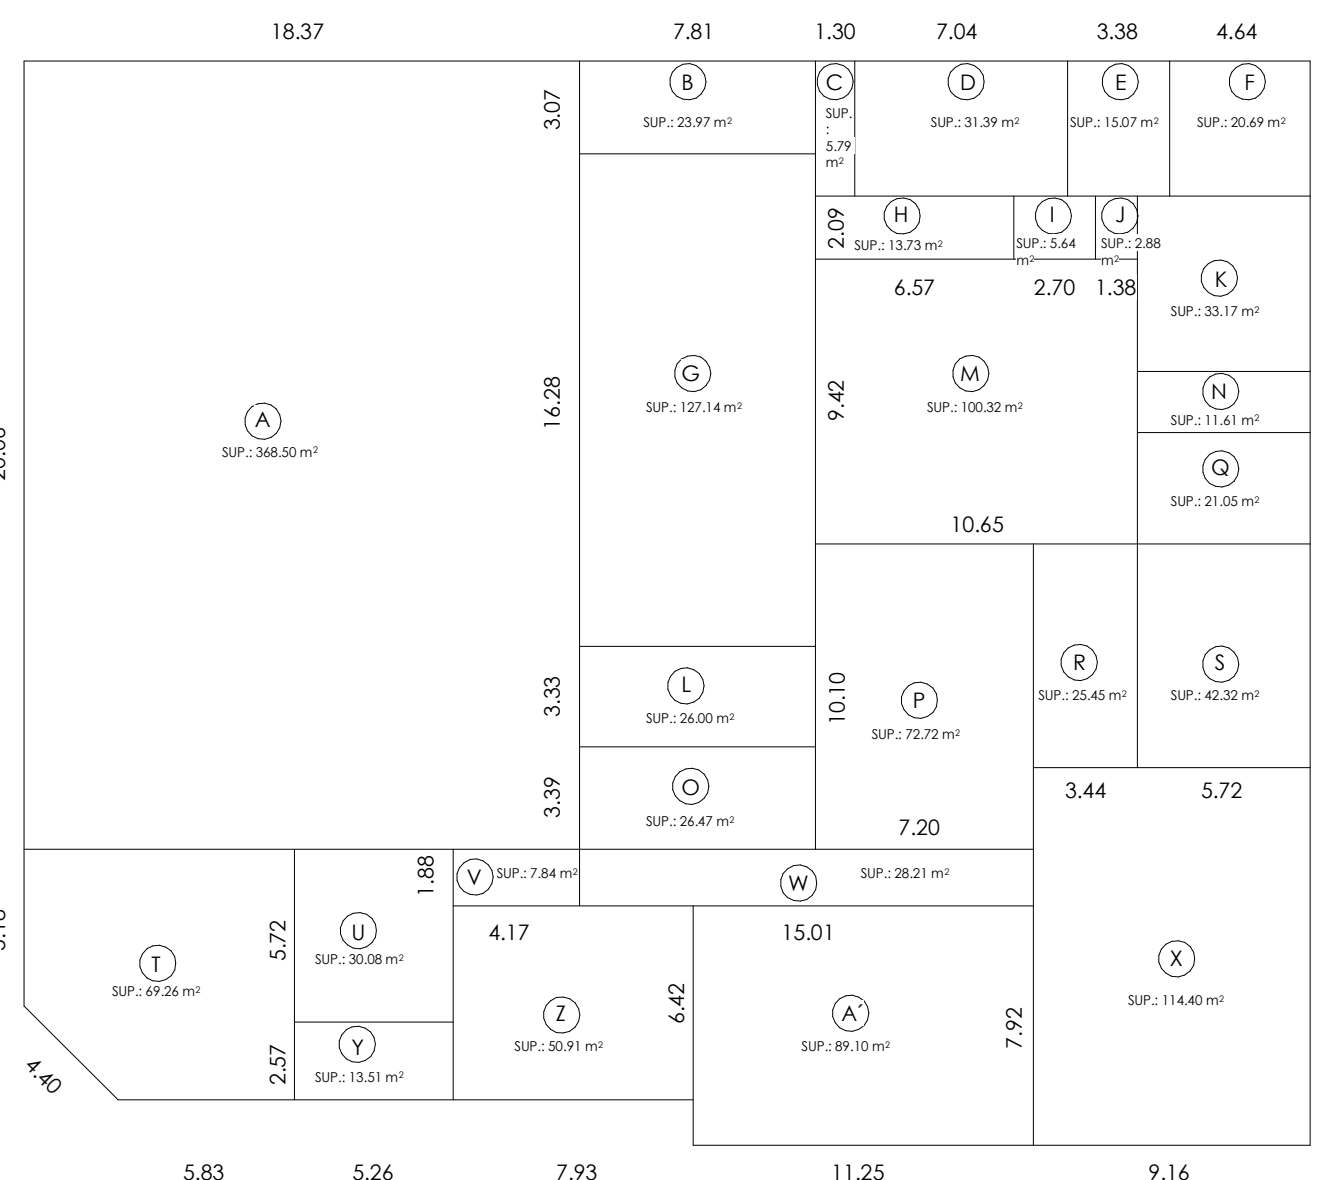 18.37 7.81 1.30 7.04 3.38 4.64
B C D E F
3.07
SUP.: 23.97 m²
SUP.
:
5.79
m²
SUP.: 31.39 m² SUP.: 15.07 m² SUP.: 20.69 m²
H I J
2.09
SUP.: 13.73 m²
SUP.: 5.64
m²
SUP.: 2.88
m²
K
SUP.: 33.17 m²
6.57 2.70 1.38
A
SUP.: 368.50 m²
16.28
G
SUP.: 127.14 m²
9.42
M
SUP.: 100.32 m²
N
SUP.: 11.61 m²
Q
SUP.: 21.05 m²
10.65
3.33
L
SUP.: 26.00 m²
10.10
P
SUP.: 72.72 m²
R
SUP.: 25.45 m²
S
SUP.: 42.32 m²
3.39
O
SUP.: 26.47 m²
7.20
3.44 5.72
1.88
V SUP.: 7.84 m²
W SUP.: 28.21 m²
T
SUP.: 69.26 m²
5.72
U
SUP.: 30.08 m²
4.17 15.01
Z
SUP.: 50.91 m²
6.42
A´
SUP.: 89.10 m²
7.92
X
SUP.: 114.40 m²
2.57
Y
SUP.: 13.51 m²
4.40
5.83 5.26 7.93 11.25 9.16